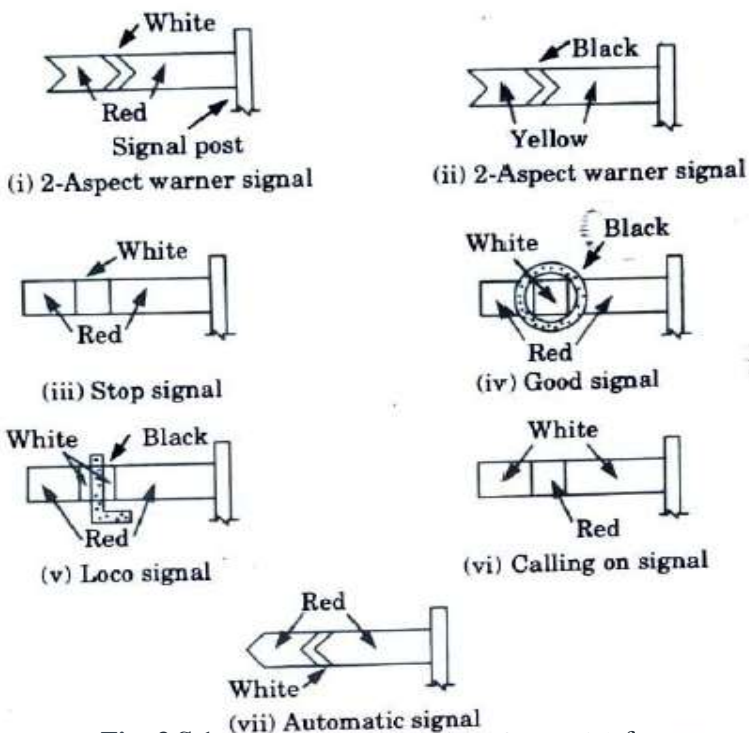 White
Red
Signal post
(i) 2-Aspect warner signal
Black
Yellow
(ii) 2-Aspect warner signal
White
Red
(iii) Stop signal
White
Black
Red
(iv) Good signal
White
Black
Red
(v) Loco signal
White
Red
(vi) Calling on signal
Red
White
(vii) Automatic signal